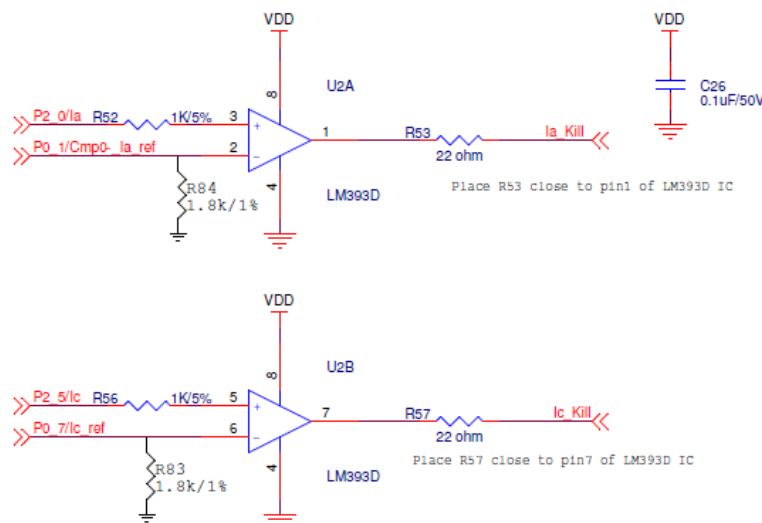 VDD
VDD
U2A
8
C26
0.1uF/50V
P2_0/Ia
R52
1K/5%
3
+
1
R53
Ia_Kill
P0_1/Cmp0-_Ia_ref
2
-
22 ohm
R84
1.8k/1%
4
LM393D
Place R53 close to pin1 of LM393D IC
VDD
U2B
8
P2_5/Ic
R56
1K/5%
5
+
7
R57
Ic_Kill
P0_7/Ic_ref
6
-
22 ohm
R83
1.8k/1%
4
LM393D
Place R57 close to pin7 of LM393D IC